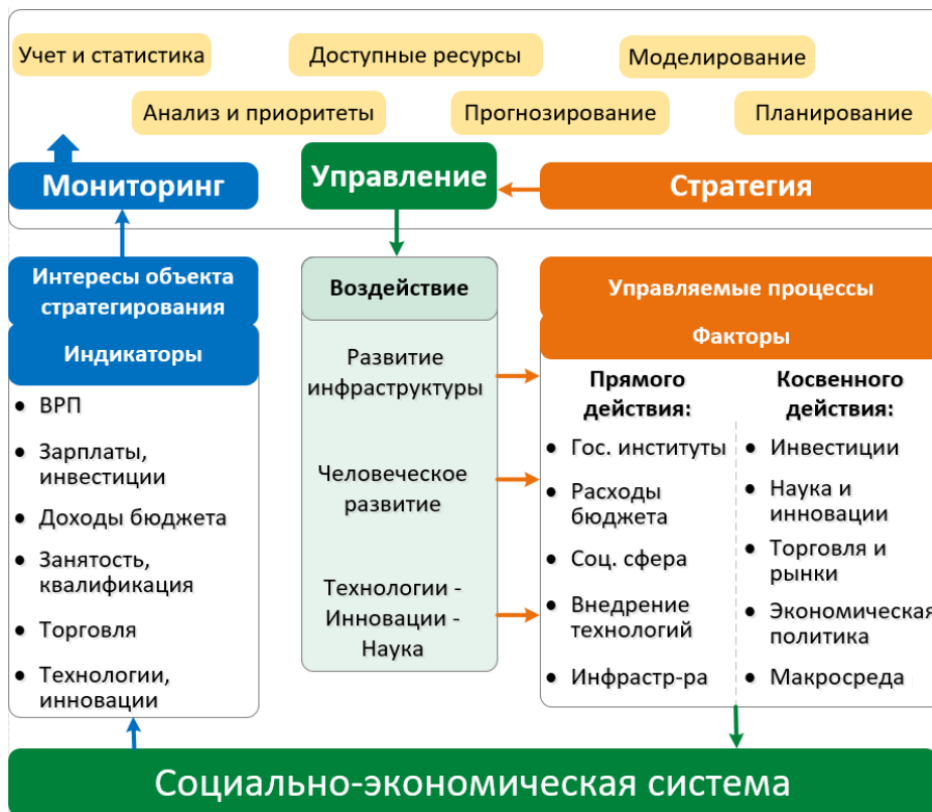 Учет и статистика
Доступные ресурсы
Моделирование
Анализ и приоритеты
Прогнозирование
Планирование
Мониторинг
Управление
Стратегия
Интересы объекта
стратегирования
Индикаторы
• ВРП
• Зарплаты,
инвестиции
• Доходы бюджета
• Занятость,
квалификация
• Торговля
• Технологии,
инновации
Воздействие
Развитие
инфраструктуры
Человеческое
развитие
Технологии -
Инновации -
Наука
Управляемые процессы
Факторы
Прямого
действия:
• Гос. институты
• Расходы
бюджета
• Соц. сфера
• Внедрение
технологий
• Инфрастр-ра
Косвенного
действия:
• Инвестиции
• Наука и
инновации
• Торговля и
рынки
• Экономическая
политика
• Макросреда
Социально-экономическая система